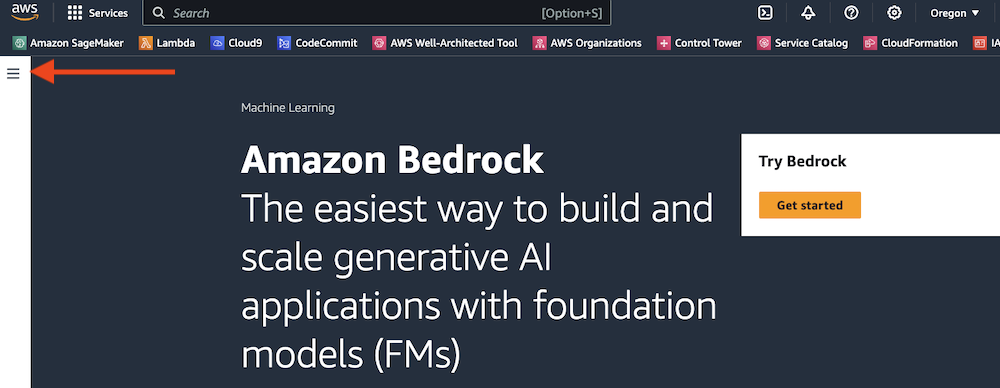 aws Services Search [Option+S] Oregon
Amazon SageMaker Lambda Cloud9 CodeCommit AWS Well-Architected Tool AWS Organizations Control Tower Service Catalog CloudFormation IA
Machine Learning
Amazon Bedrock
The easiest way to build and
scale generative AI
applications with foundation
models (FMs)
Try Bedrock
Get started